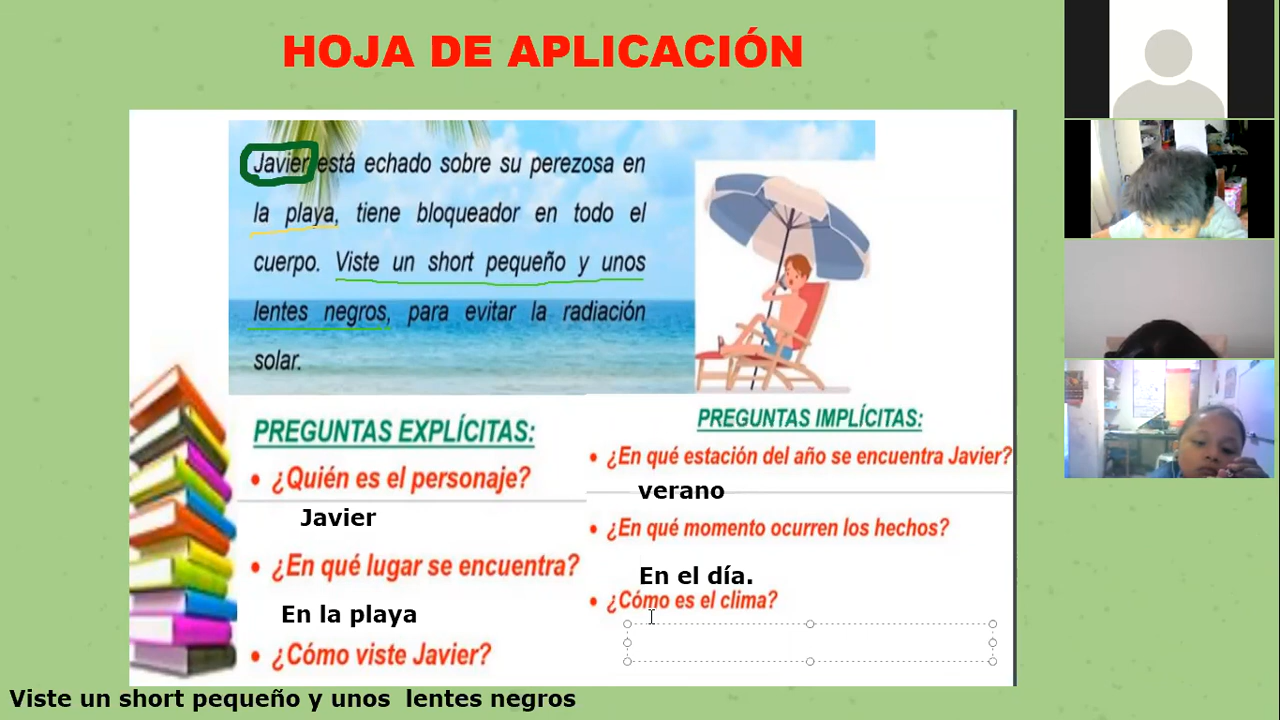 HOJA DE APLICACIÓN
Javier está echado sobre su perezosa en
la playa, tiene bloqueador en todo el
cuerpo. Viste un short pequeño y unos
lentes negros, para evitar la radiación
solar.
PREGUNTAS EXPLÍCITAS:
• ¿Quién es el personaje?
Javier
• ¿En qué lugar se encuentra?
En la playa
• ¿Cómo viste Javier?
Viste un short pequeño y unos lentes negros
PREGUNTAS IMPLÍCITAS:
• ¿En qué estación del año se encuentra Javier?
verano
• ¿En qué momento ocurren los hechos?
En el día.
• ¿Cómo es el clima?